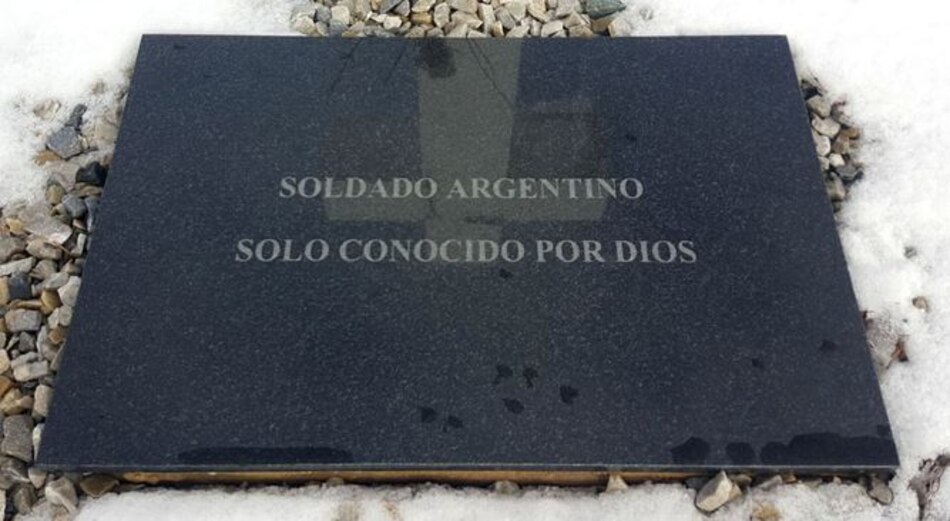 SOLDADO ARGENTINO
SOLO CONOCIDO POR DIOS